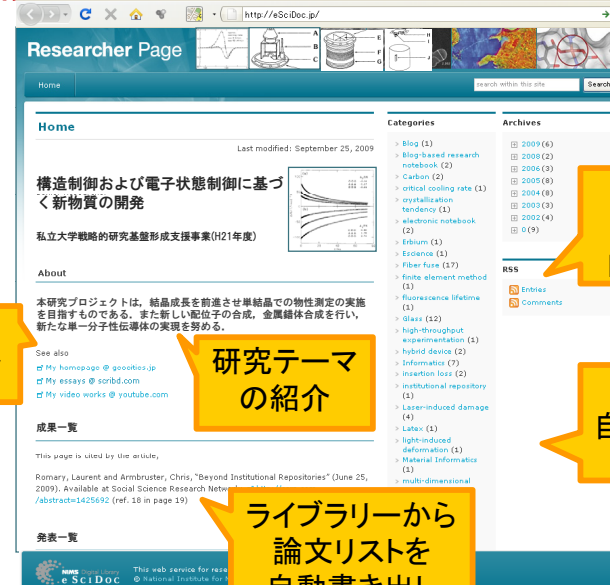 http://eSciDoc.jp/
Researcher Page
Home
search within this site
Search
Home
Last modified: September 25, 2009
構造制御および電子状態制御に基づ
く新物質の開発
私立大学戦略的研究基盤形成支援事業(H21年度)
About
本研究プロジェクトは，結晶成長を前進させ単結晶での物性測定の実施
を目指すものである．また新しい配位子の合成，金属錯体合成を行い，
新たな単一分子性伝導体の実現を努める．
See also
My homepage @ geocities.jp
My essays @ scribd.com
My video works @ youtube.com
研究テーマ
の紹介
成果一覧
This page is cited by the article,
Romary, Laurent and Armbruster, Chris, "Beyond Institutional Repositories" (June 25,
2009). Available at Social Science Research
/abstract=1425692 (ref. 18 in page 19)
ライブラリーから
論文リストを
自動書き出し
発表一覧
Categories
Blog (1)
Blog-based research
notebook (2)
Carbon (2)
critical cooling rate (1)
crystallization
tendency (1)
electronic notebook
(2)
Erbium (1)
Escience (1)
Fiber fuse (17)
finite element method
(1)
fluorescence lifetime
(1)
Glass (12)
high-throughput
experimentation (1)
hybrid device (2)
Informatics (7)
insertion loss (2)
institutional repository
(1)
Laser-induced damage
(4)
Latex (1)
light-induced
deformation (1)
Material Informatics
(1)
multi-dimensional
Archives
2009 (6)
2008 (2)
2006 (3)
2005 (8)
2004 (8)
2003 (3)
2002 (4)
0 (9)
RSS
Entries
Comments
自
NIMS Digital Library
eSciDoc
This web service for
© National Institute for